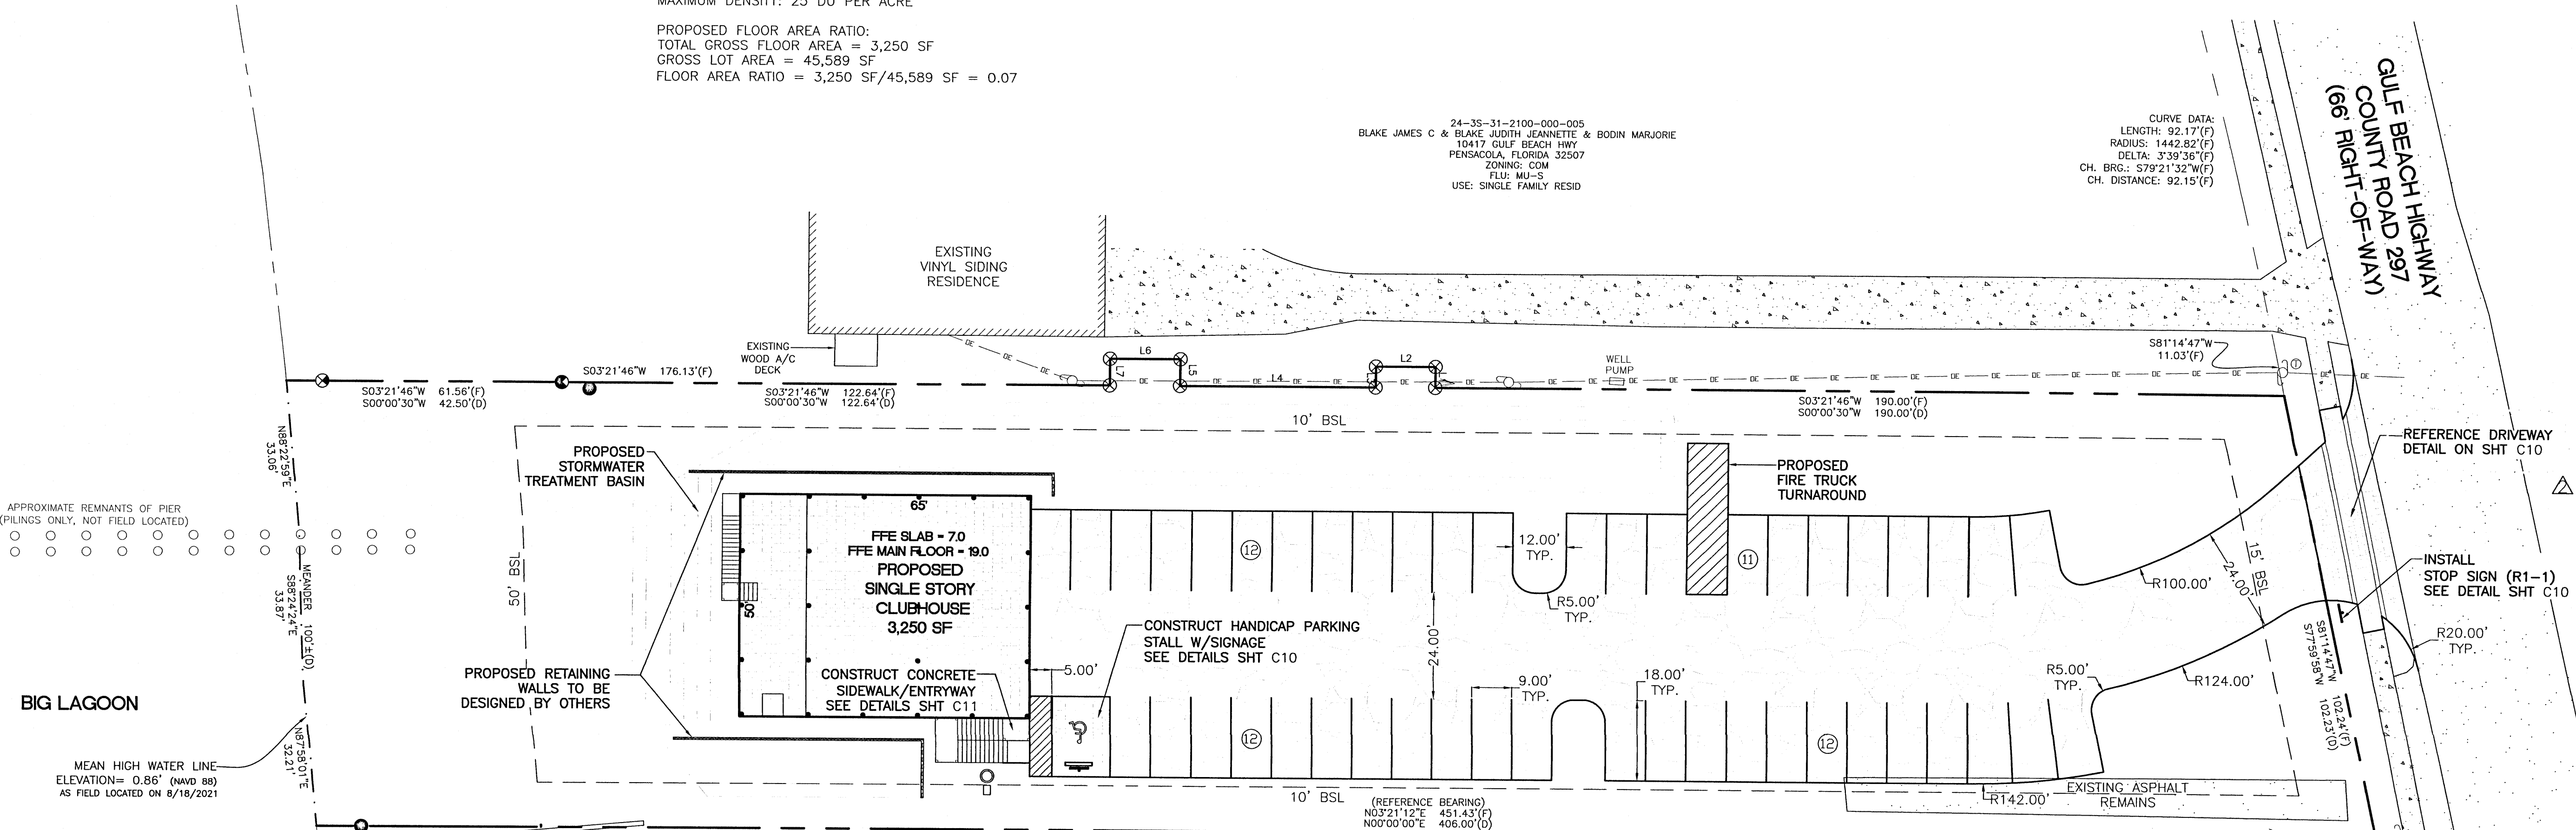 MAXIMUM DENSITY: 25 DU PER ACRE
PROPOSED FLOOR AREA RATIO:
TOTAL GROSS FLOOR AREA = 3,250 SF
GROSS LOT AREA = 45,589 SF
FLOOR AREA RATIO = 3,250 SF/45,589 SF = 0.07
24-3S-31-2100-000-005
BLAKE JAMES C & BLAKE JUDITH JEANNETTE & BODIN MARJORIE
10417 GULF BEACH HWY
PENSACOLA, FLORIDA 32507
ZONING: COM
FLU: MU-S
USE: SINGLE FAMILY RESID
CURVE DATA:
LENGTH: 92.17'(F)
RADIUS: 1442.82'(F)
DELTA: 3°39'36"(F)
CH. BRG.: S79°21'32"W(F)
CH. DISTANCE: 92.15'(F)
GULF BEACH HIGHWAY
COUNTY ROAD 297
(66' RIGHT-OF-WAY)
EXISTING
VINYL SIDING
RESIDENCE
EXISTING
WOOD A/C
DECK
OE
OE
L6
L7
L5
L4
L2
OE OE OE OE
WELL
PUMP
S81°14'47"W
11.03'(F)
T
S03°21'46"W 176.13'(F)
S03°21'46"W 61.56'(F)
S00°00'30"W 42.50'(D)
S03°21'46"W 122.64'(F)
S00°00'30"W 122.64'(D)
S03°21'46"W 190.00'(F)
S00°00'30"W 190.00'(D)
10' BSL
N88°22'59"E
33.06'
PROPOSED
STORMWATER
TREATMENT BASIN
PROPOSED
FIRE TRUCK
TURNAROUND
REFERENCE DRIVEWAY
DETAIL ON SHT C10
2
APPROXIMATE REMNANTS OF PIER
(PILINGS ONLY, NOT FIELD LOCATED)
MEANDER 100'±(D)
S88°24'24"E
33.87'
50' BSL
65'
50'
FFE SLAB = 7.0
FFE MAIN FLOOR = 19.0
PROPOSED
SINGLE STORY
CLUBHOUSE
3,250 SF
12
12.00'
TYP.
R5.00'
TYP.
11
R100.00'
24.00'
15' BSL
INSTALL
STOP SIGN (R1-1)
SEE DETAIL SHT C10
CONSTRUCT HANDICAP PARKING
STALL W/SIGNAGE
SEE DETAILS SHT C10
24.00'
5.00'
PROPOSED RETAINING
WALLS TO BE
DESIGNED BY OTHERS
CONSTRUCT CONCRETE
SIDEWALK/ENTRYWAY
SEE DETAILS SHT C11
9.00'
TYP.
18.00'
TYP.
R5.00'
TYP.
R124.00'
R20.00'
TYP.
S81°14'47"W 102.24'(F)
S77°59'58"W 102.23'(D)
BIG LAGOON
12
12
MEAN HIGH WATER LINE
ELEVATION= 0.86' (NAVD 88)
AS FIELD LOCATED ON 8/18/2021
N87°58'01"E
32.21'
10' BSL
(REFERENCE BEARING)
N03°21'12"E 451.43'(F)
N00°00'00"E 406.00'(D)
R142.00'
EXISTING ASPHALT
REMAINS